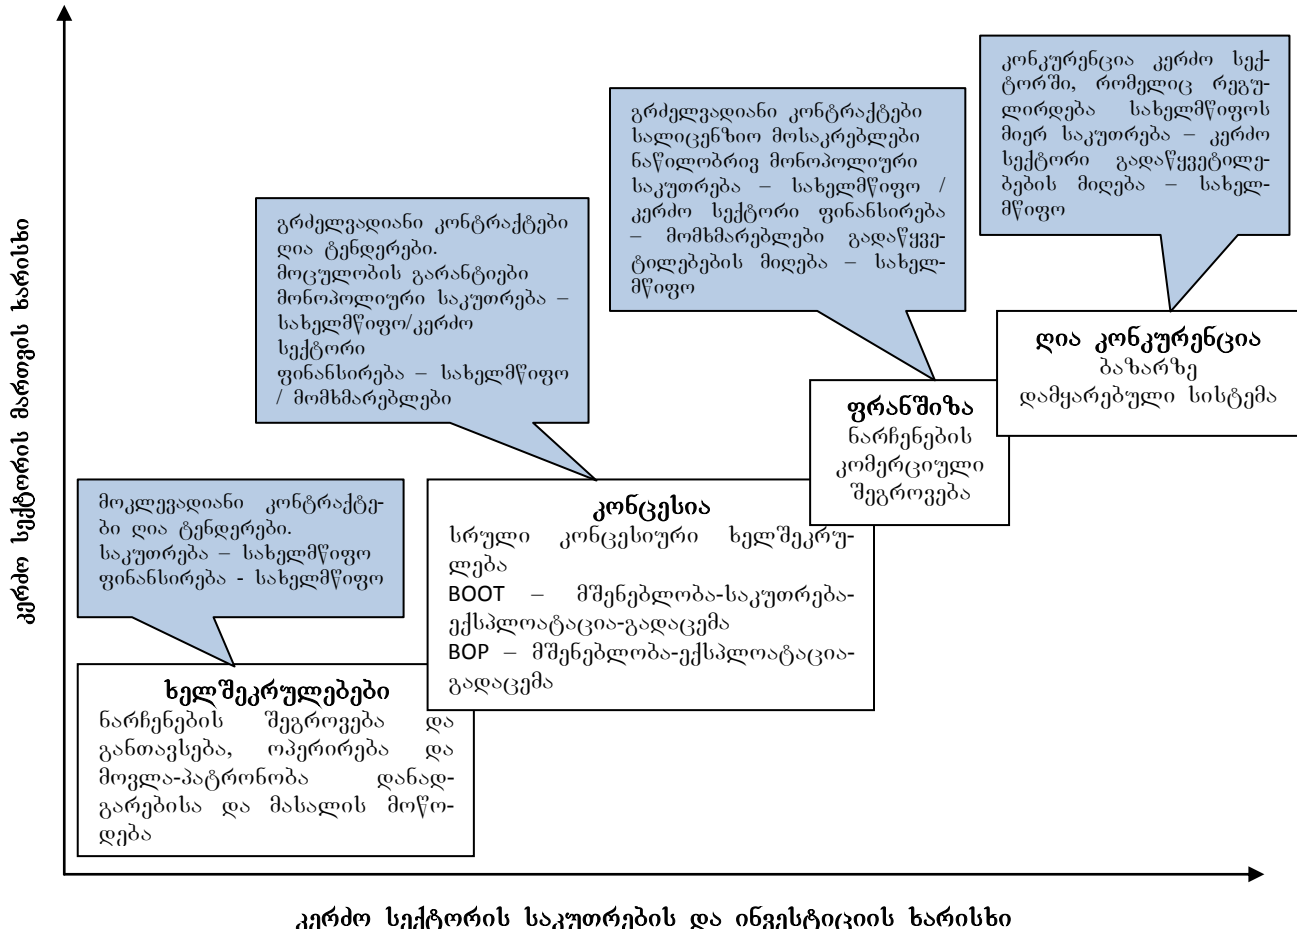 კერძო სექტორის მართვის ხარისხი
კონკურენცია კერძო სექ-
ტორში, რომელიც რეგუ-
ლირდება სახელმწიფოს
მიერ საკუთრება – კერძო
სექტორი გადაწყვეტილე-
ბების მიღება – სახელ-
მწიფო
ღია კონკურენცია
ბაზარზე
დამყარებული სისტემა
გრძელვადიანი კონტრაქტები
სალიცენზიო მოსაკრებლები
ნაწილობრივ მონოპოლიური
საკუთრება – სახელმწიფო /
კერძო სექტორი ფინანსირება
– მომხმარებლები გადაწყვე-
ტილებების მიღება – სახელ-
მწიფო
ფრანშიზა
ნარჩენების
კომერციული
შეგროვება
გრძელვადიანი კონტრაქტები
ღია ტენდერები.
მოცულობის გარანტიები
მონოპოლიური საკუთრება –
სახელმწიფო/კერძო
სექტორი
ფინანსირება – სახელმწიფო
/ მომხმარებლები
კონცესია
სრული კონცესიური ხელშეკრუ-
ლება
BOOT – მშენებლობა-საკუთრება-
ექსპლოატაცია-გადაცემა
BOP – მშენებლობა-ექსპლოატაცია-
გადაცემა
მოკლევადიანი კონტრაქტე-
ბი ღია ტენდერები.
საკუთრება – სახელმწიფო
ფინანსირება - სახელმწიფო
ხელშეკრულებები
ნარჩენების შეგროვება და
განთავსება, ოპერირება და
მოვლა-პატრონობა დანად-
გარებისა და მასალის მოწო-
დება
კერძო სექტორის საკუთრების და ინვესტიციის ხარისხი